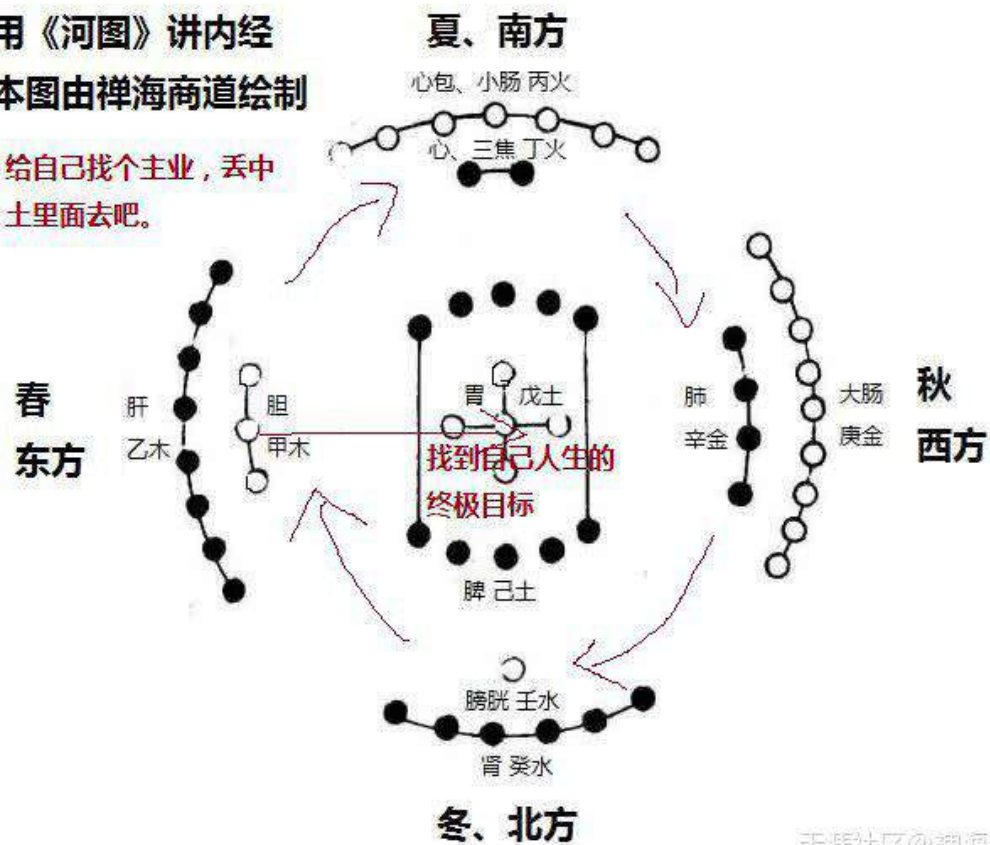 用《河图》讲内经
本图由禅海商道绘制
给自己找个主业，丢中
土里面去吧。
夏、南方
心包、小肠 丙火
心、三焦 丁火
春
东方
肝
乙木
胆
甲木
胃 戊土
找到自己人生的
终极目标
脾 己土
肺
辛金
大肠
庚金
秋
西方
膀胱 壬水
肾 癸水
冬、北方